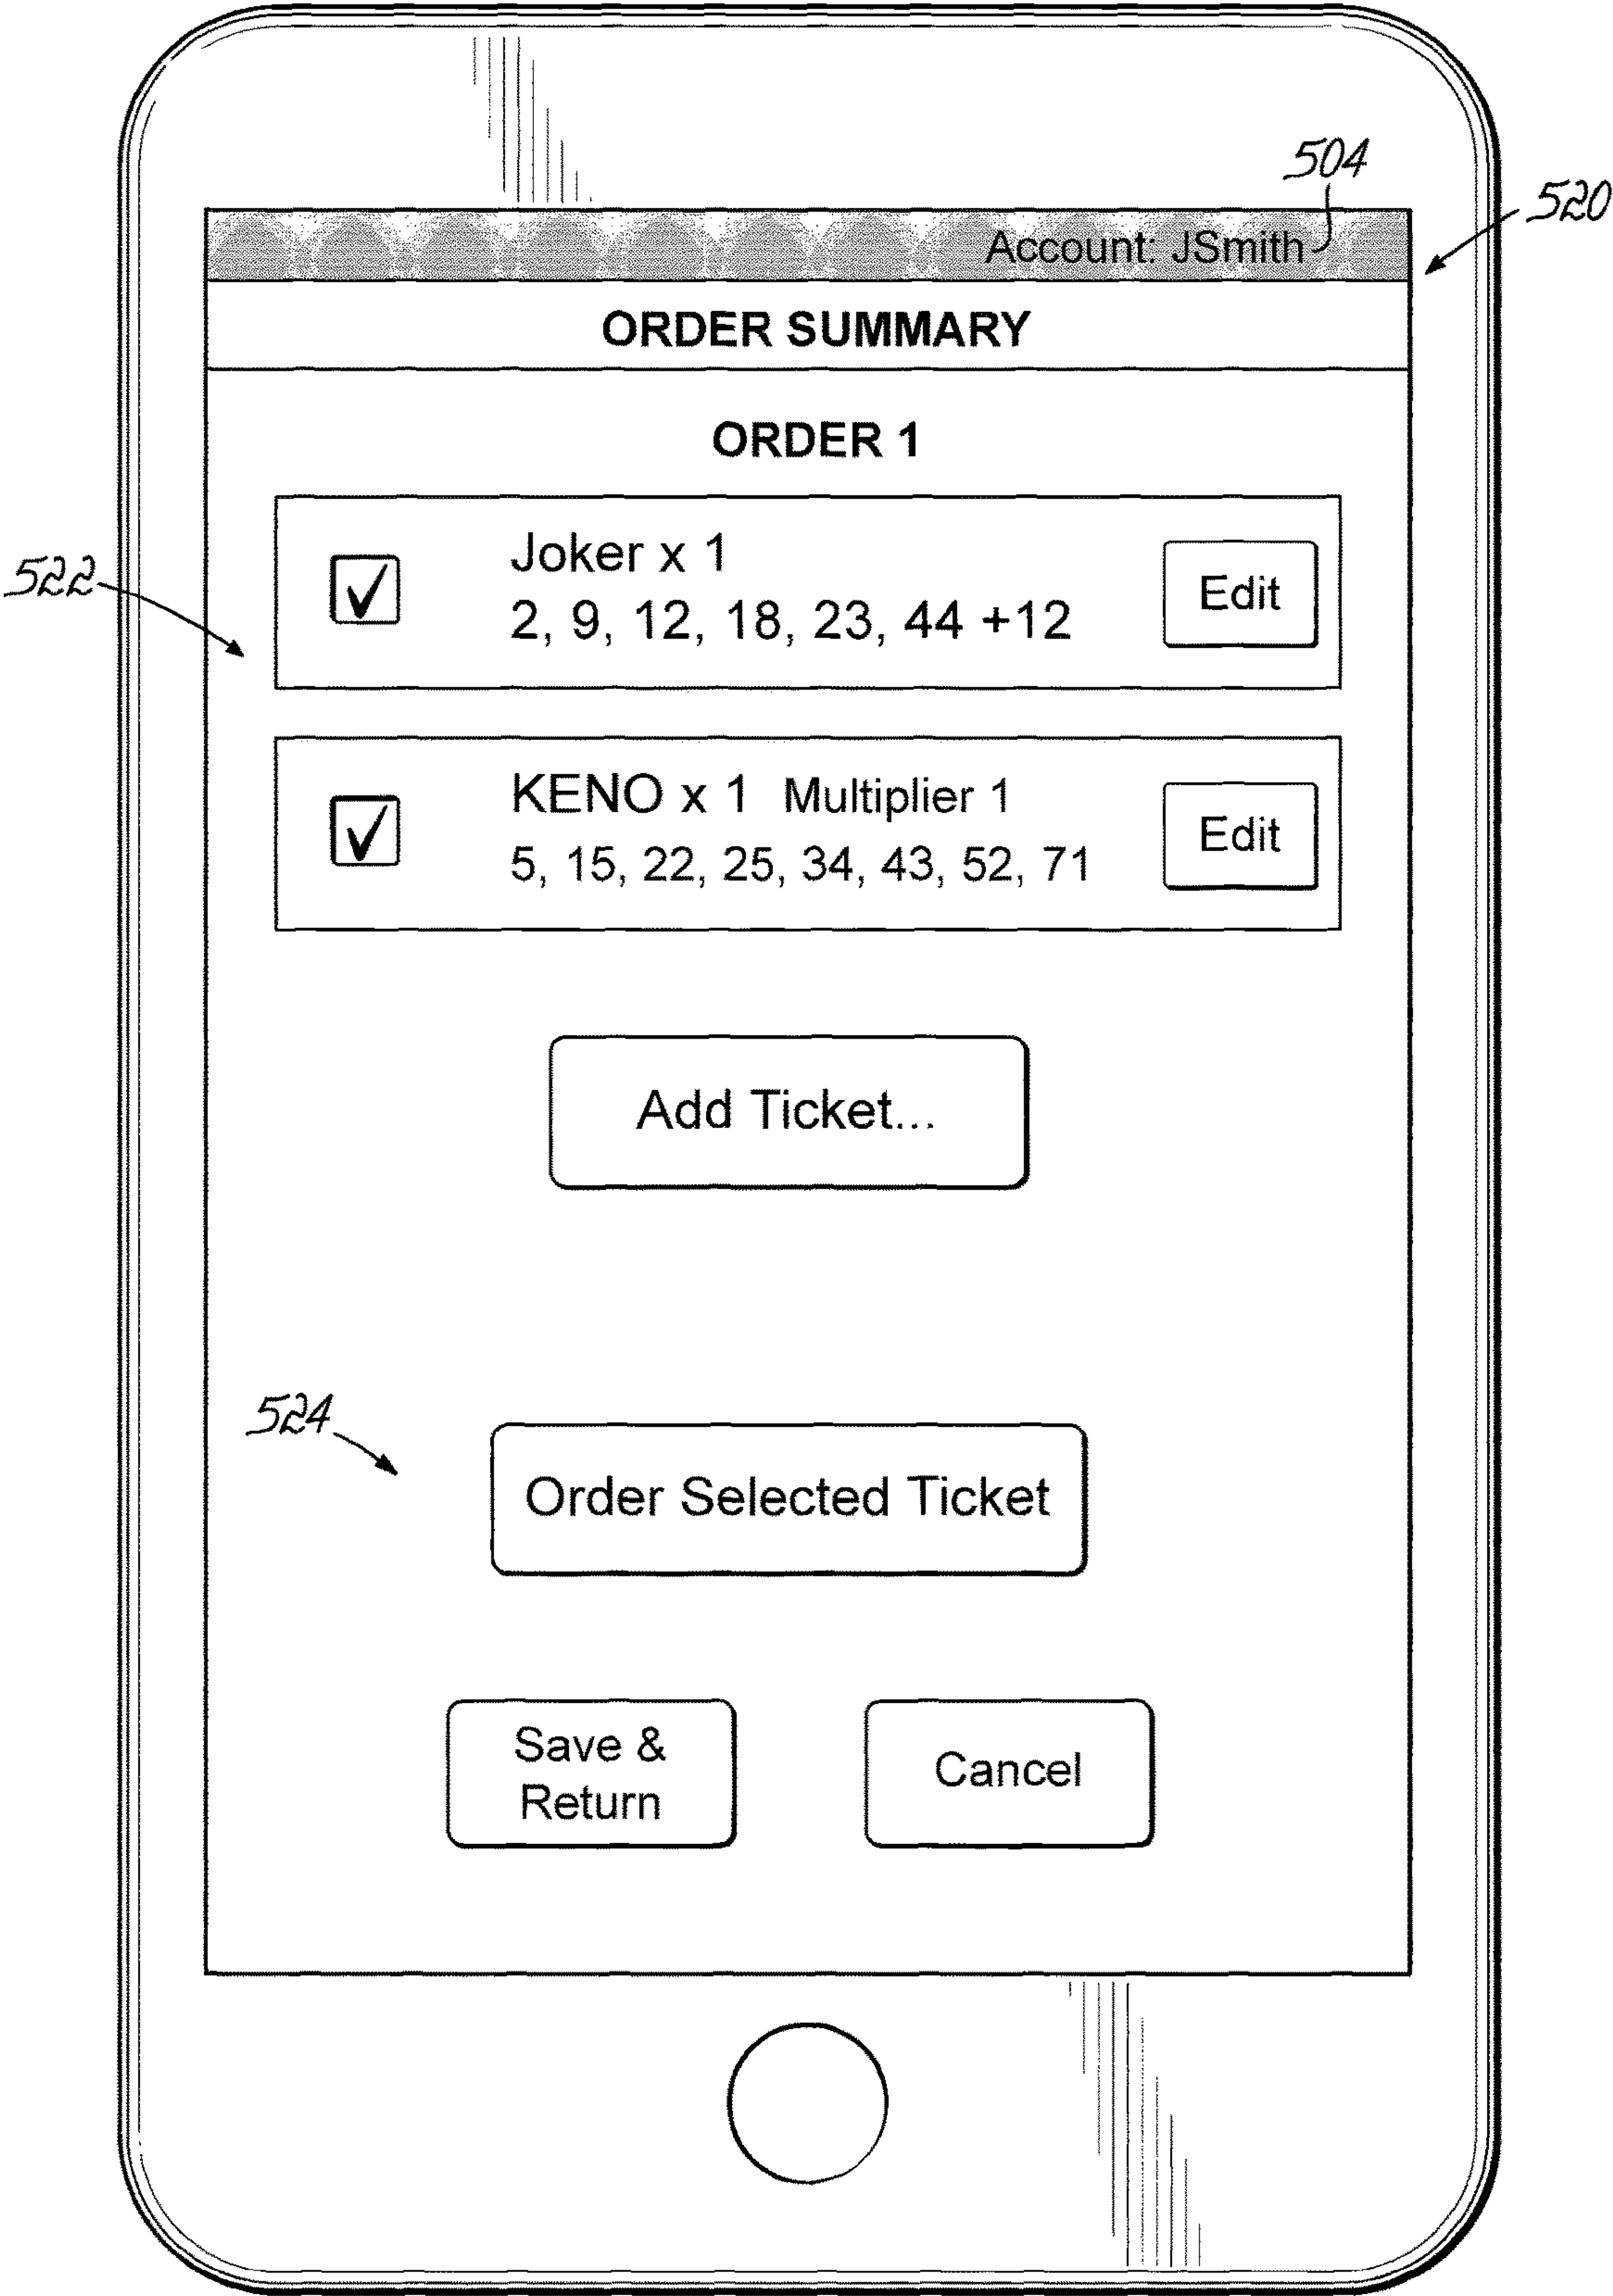 504
520
Account: JSmith
ORDER SUMMARY
ORDER 1
522
Joker x 1
2, 9, 12, 18, 23, 44 +12
Edit
KENO x 1 Multiplier 1
5, 15, 22, 25, 34, 43, 52, 71
Edit
Add Ticket...
524
Order Selected Ticket
Save &
Return
Cancel